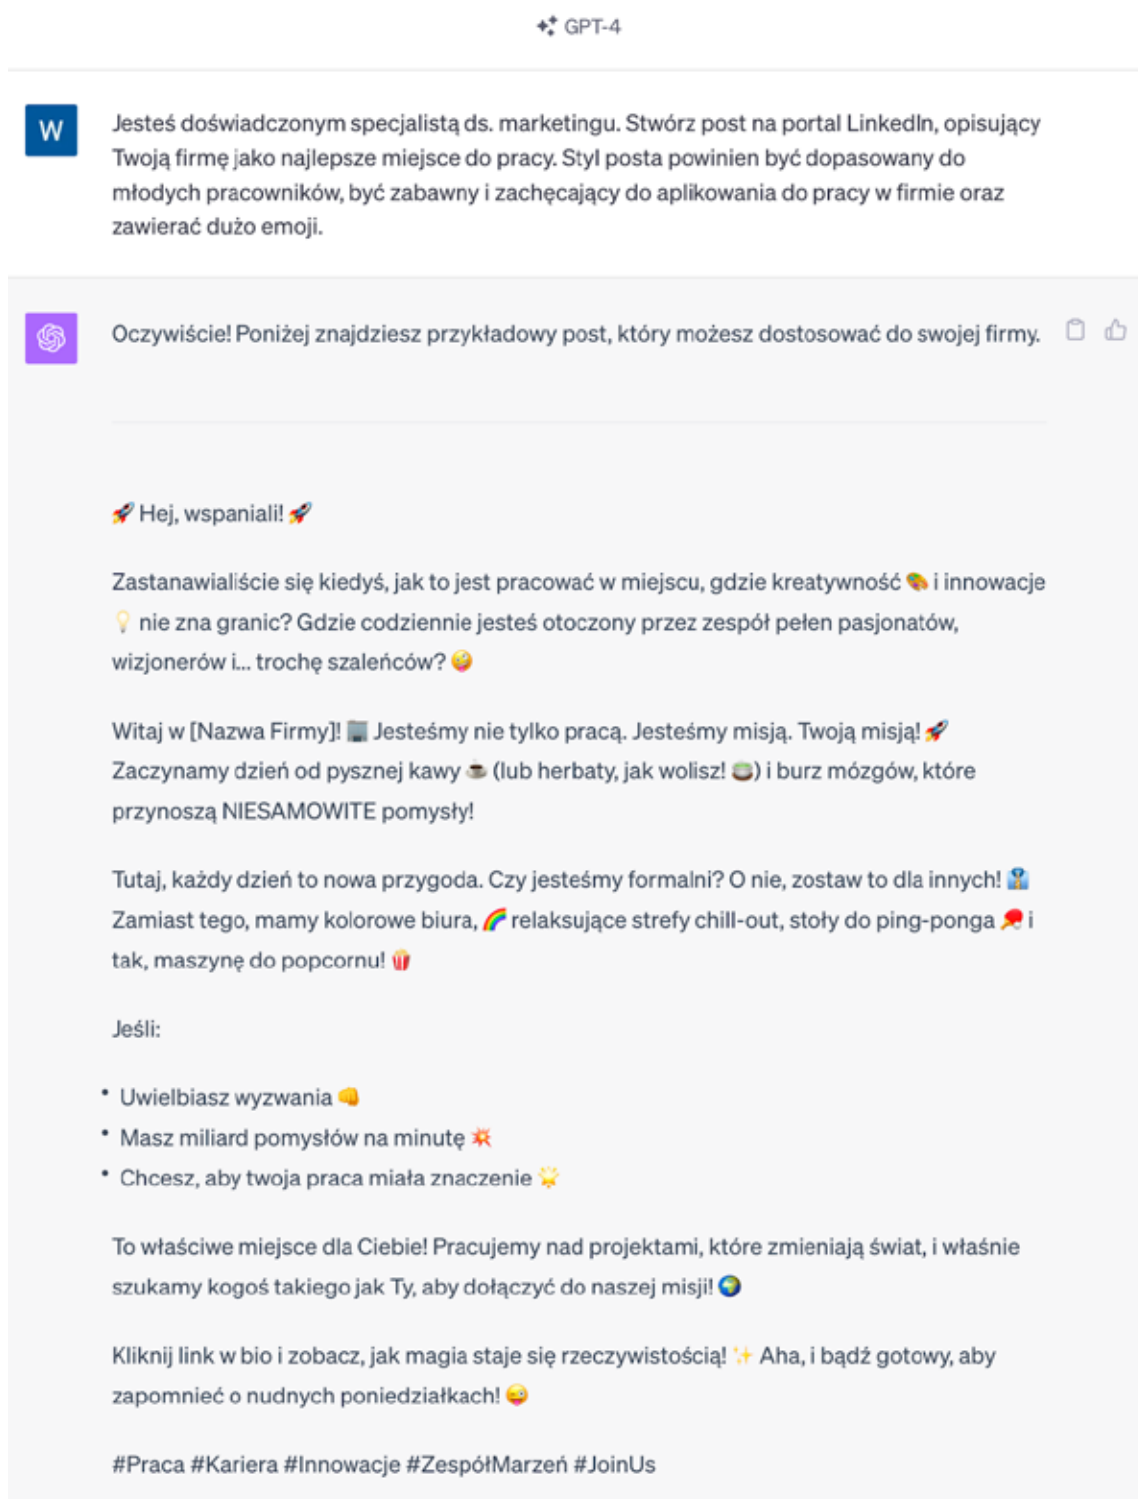 GPT-4
W
Jesteś doświadczonym specjalistą ds. marketingu. Stwórz post na portal LinkedIn, opisujący
Twoją firmę jako najlepsze miejsce do pracy. Styl posta powinien być dopasowany do
młodych pracowników, być zabawny i zachęcający do aplikowania do pracy w firmie oraz
zawierać dużo emoji.
Oczywiście! Poniżej znajdziesz przykładowy post, który możesz dostosować do swojej firmy.
🚀 Hej, wspaniali! 🚀
Zastanawialiście się kiedyś, jak to jest pracować w miejscu, gdzie kreatywność 🎨 i innowacje
💡 nie zna granic? Gdzie codziennie jesteś otoczony przez zespół pełen pasjonatów,
wizjonerów i... trochę szaleńców? 🤪
Witaj w [Nazwa Firmy]! 🏢 Jesteśmy nie tylko pracą. Jesteśmy misją. Twoją misją! 🚀
Zaczynamy dzień od pysznej kawy ☕ (lub herbaty, jak wolisz! 🍵) i burz mózgów, które
przynoszą NIESAMOWITE pomysły!
Tutaj, każdy dzień to nowa przygoda. Czy jesteśmy formalni? O nie, zostaw to dla innych! 👔
Zamiast tego, mamy kolorowe biura, 🌈 relaksujące strefy chill-out, stoły do ping-ponga 🏓 i
tak, maszynę do popcornu! 🍿
Jeśli:
• Uwielbiasz wyzwania 👊
• Masz miliard pomysłów na minutę 💥
• Chcesz, aby twoja praca miała znaczenie 🌟
To właściwe miejsce dla Ciebie! Pracujemy nad projektami, które zmieniają świat, i właśnie
szukamy kogoś takiego jak Ty, aby dołączyć do naszej misji! 🌍
Kliknij link w bio i zobacz, jak magia staje się rzeczywistością! ✨ Aha, i bądź gotowy, aby
zapomnieć o nudnych poniedziałkach! 😜
#Praca #Kariera #Innowacje #ZespółMarzeń #JoinUs